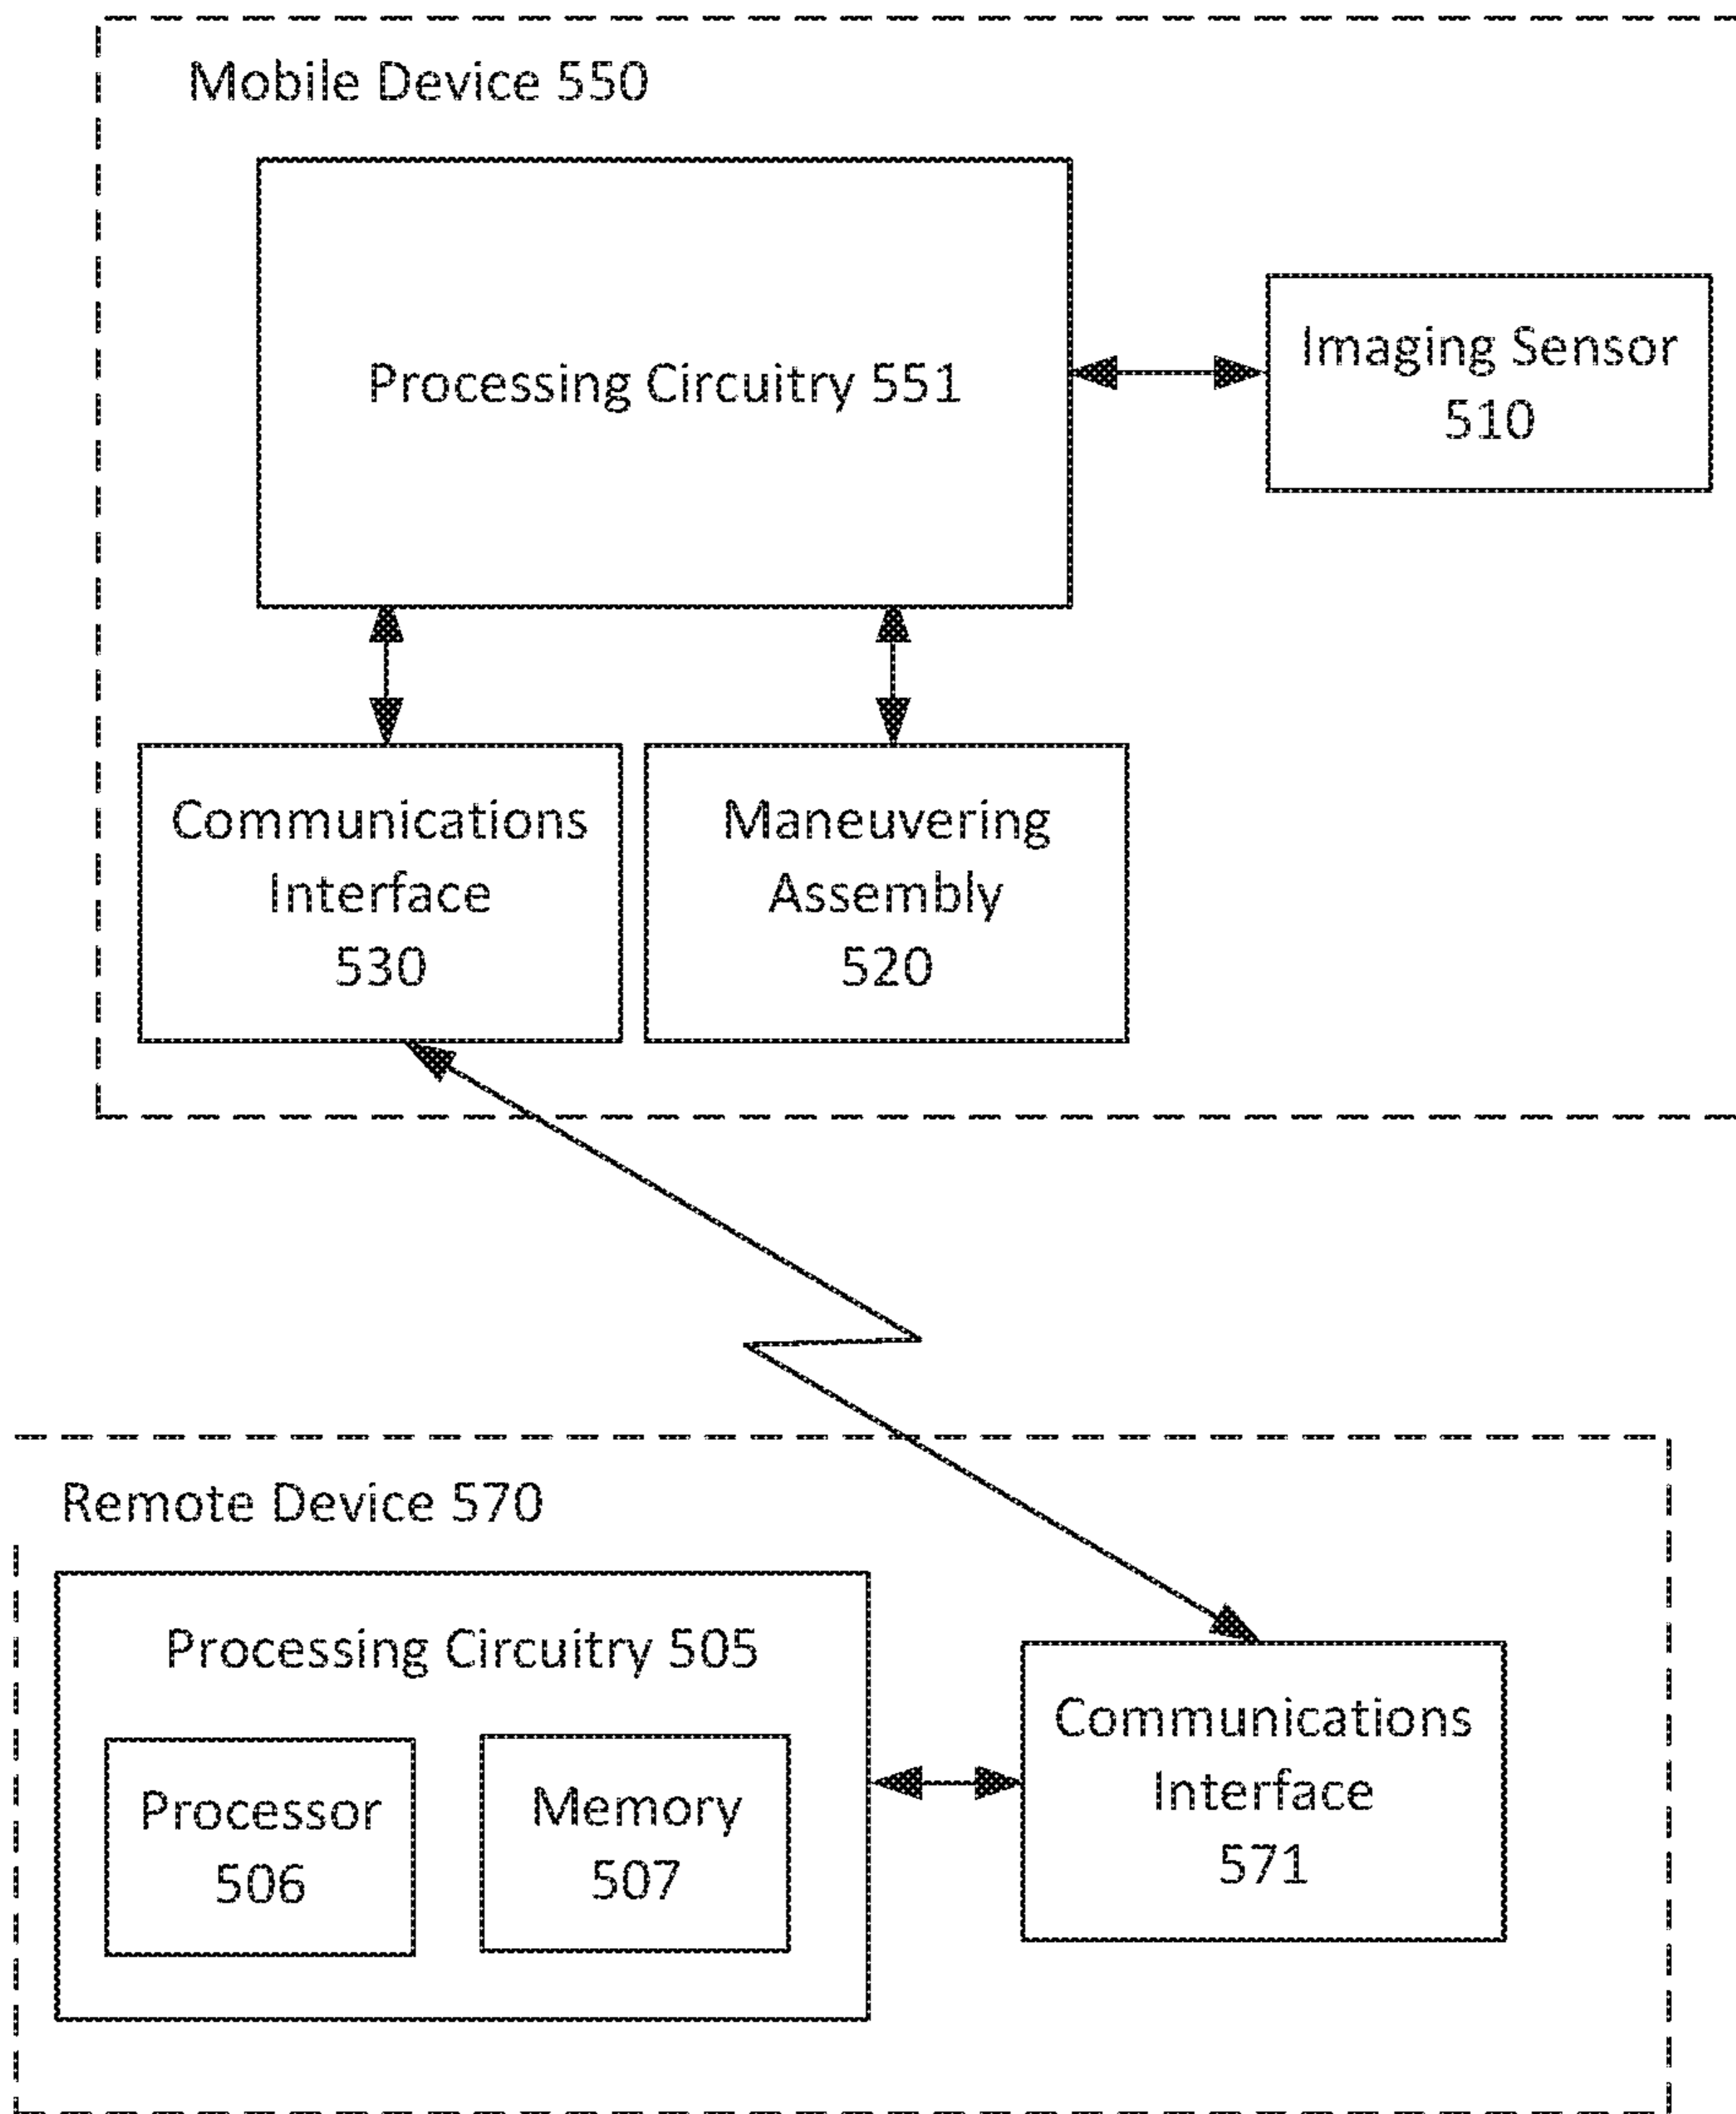 Mobile Device 550
Processing Circuitry 551
Imaging Sensor
510
Communications
Interface
530
Maneuvering
Assembly
520
Remote Device 570
Processing Circuitry 505
Processor
506
Memory
507
Communications
Interface
571